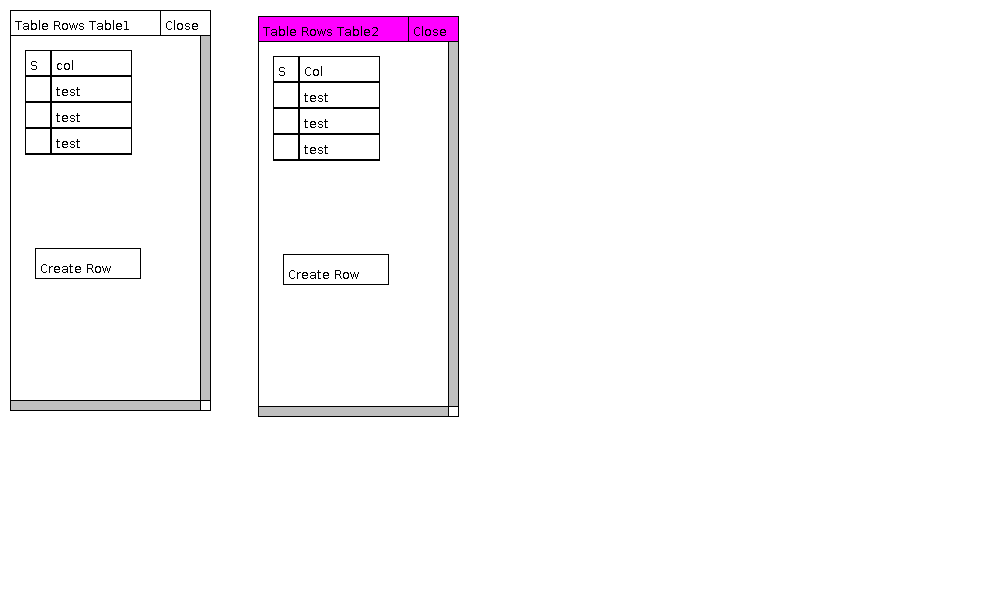 Table Rows Table1 Close
S col
test
test
test
Create Row
Table Rows Table2 Close
S Col
test
test
test
Create Row